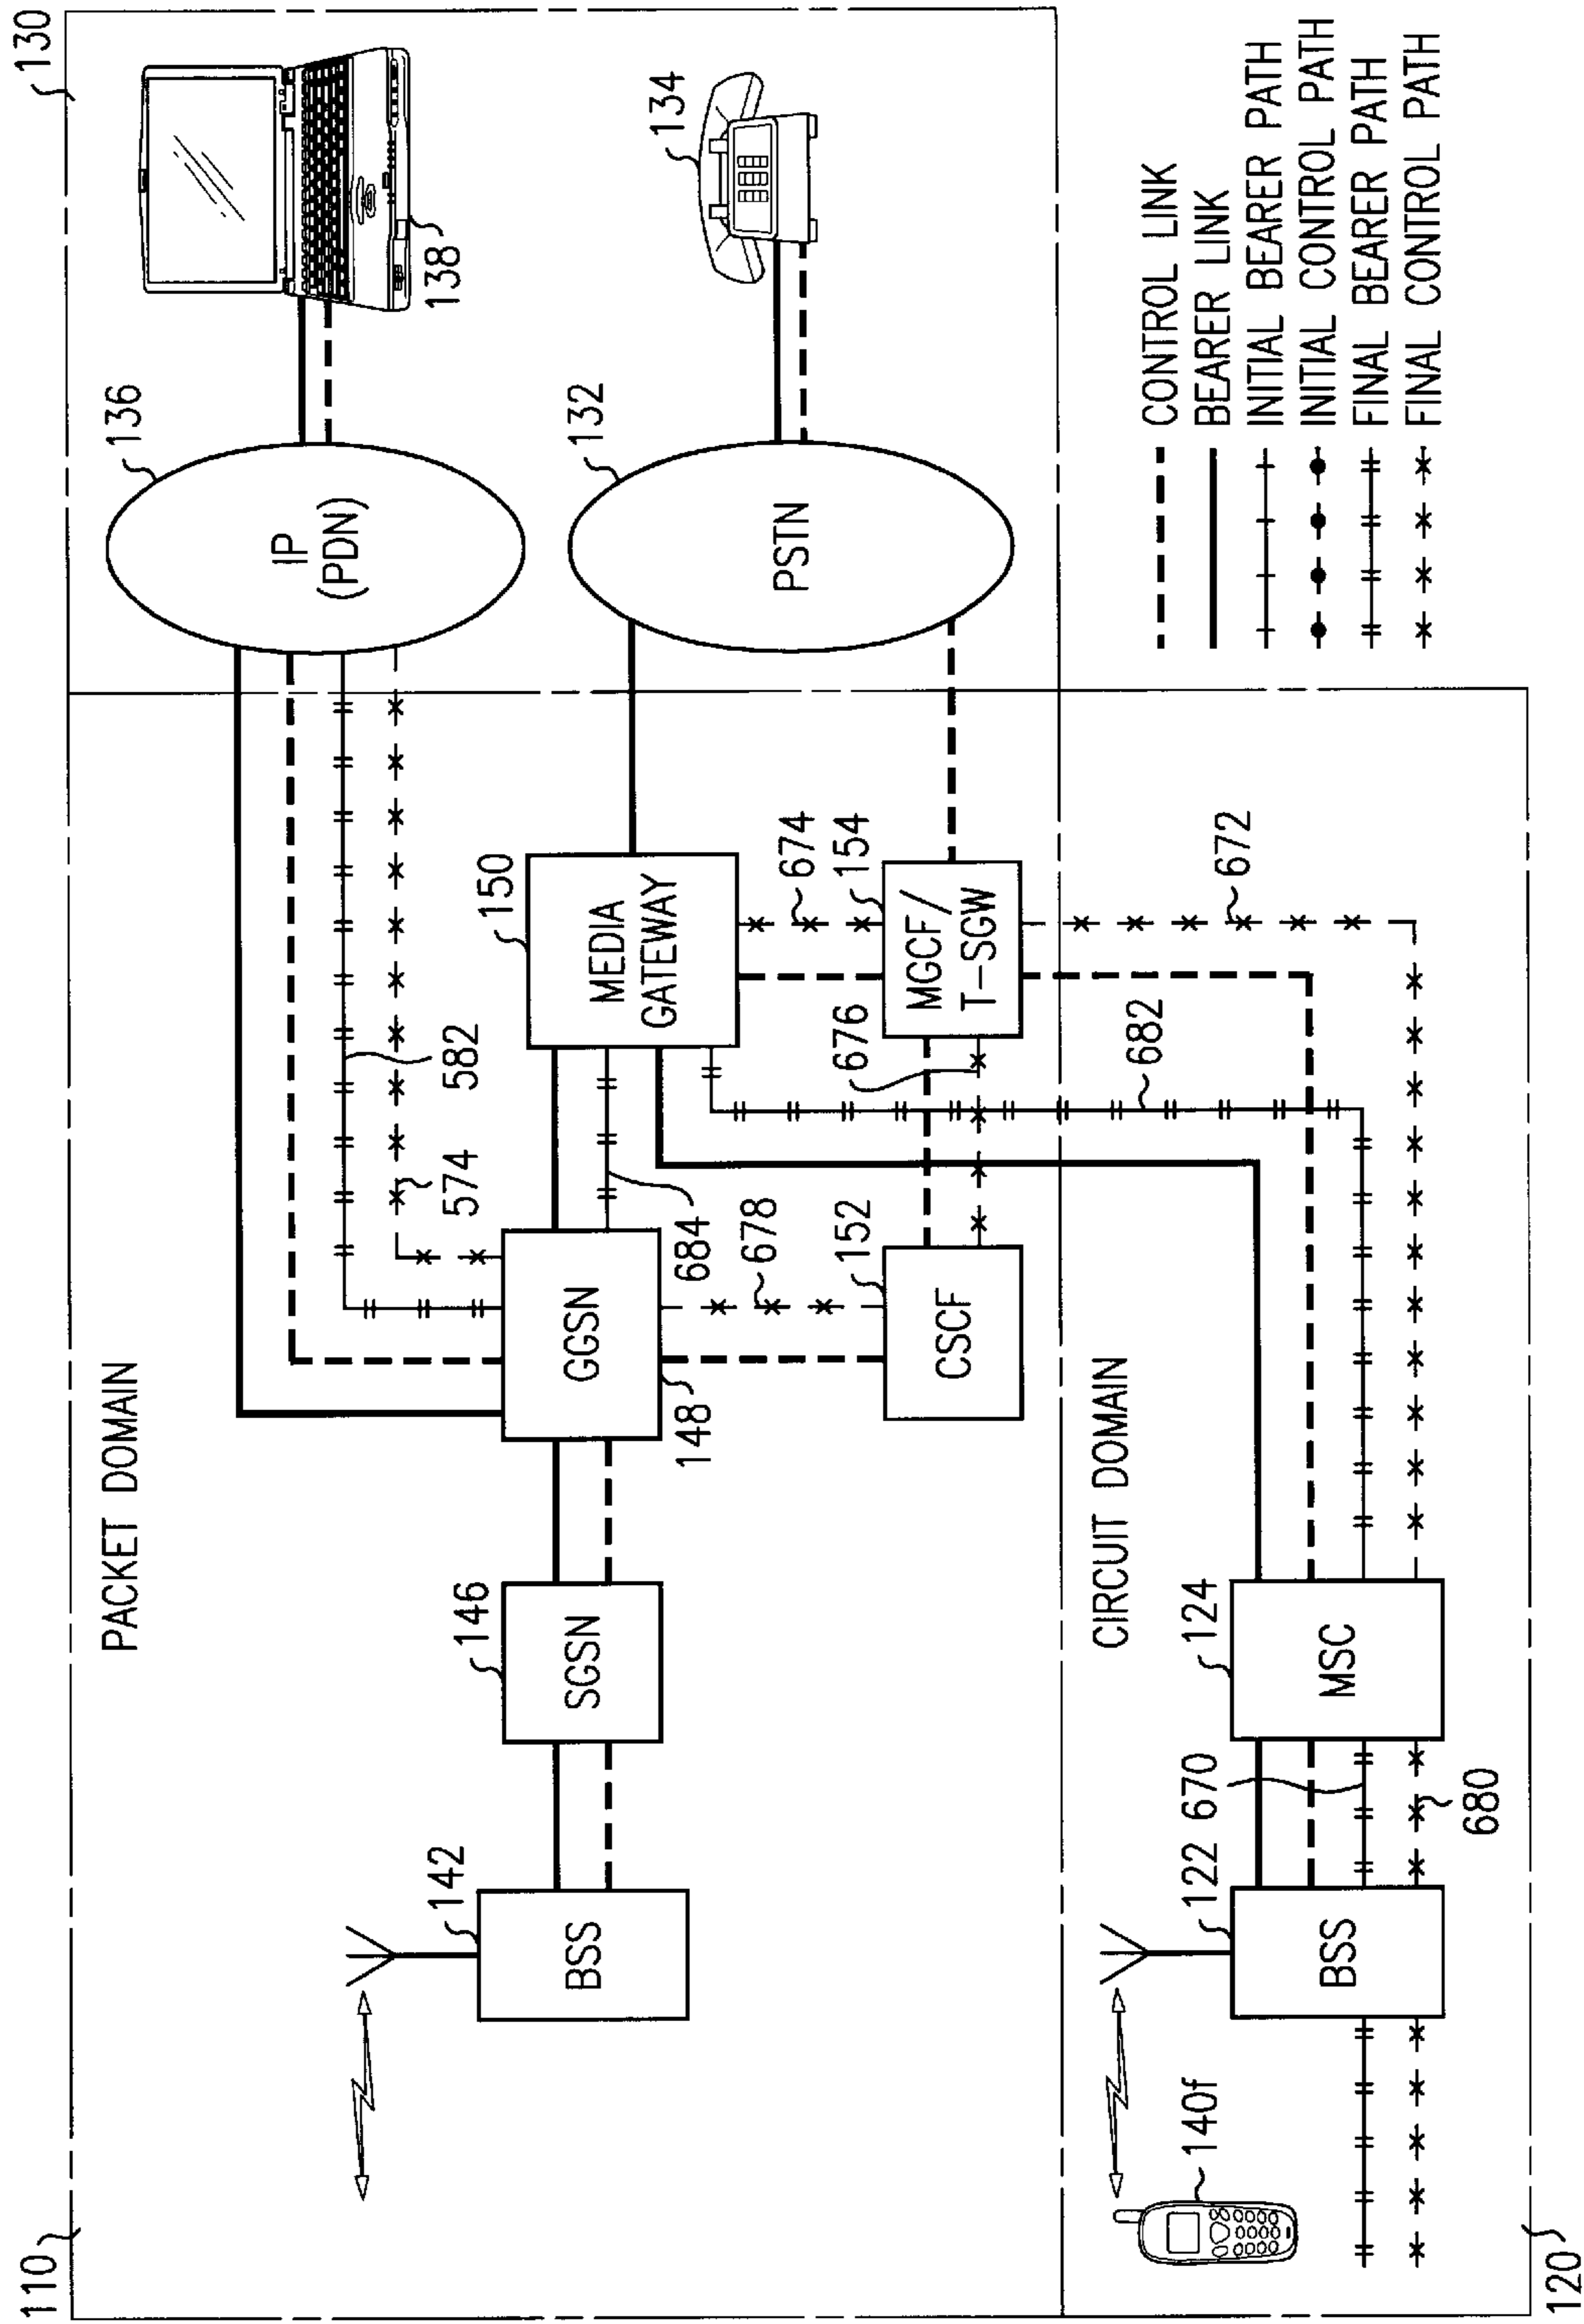 110
130
PACKET DOMAIN
136
IP
(PDN)
138
582
574
142
BSS
146
SGSN
GGSN
148
684
678
150
MEDIA
GATEWAY
132
PSTN
134
674
154
676
MGCF/
T-SGW
152
CSCF
682
672
CIRCUIT DOMAIN
140f
122
BSS
670
680
124
MSC
120
CONTROL LINK
BEARER LINK
INITIAL BEARER PATH
INITIAL CONTROL PATH
FINAL BEARER PATH
FINAL CONTROL PATH